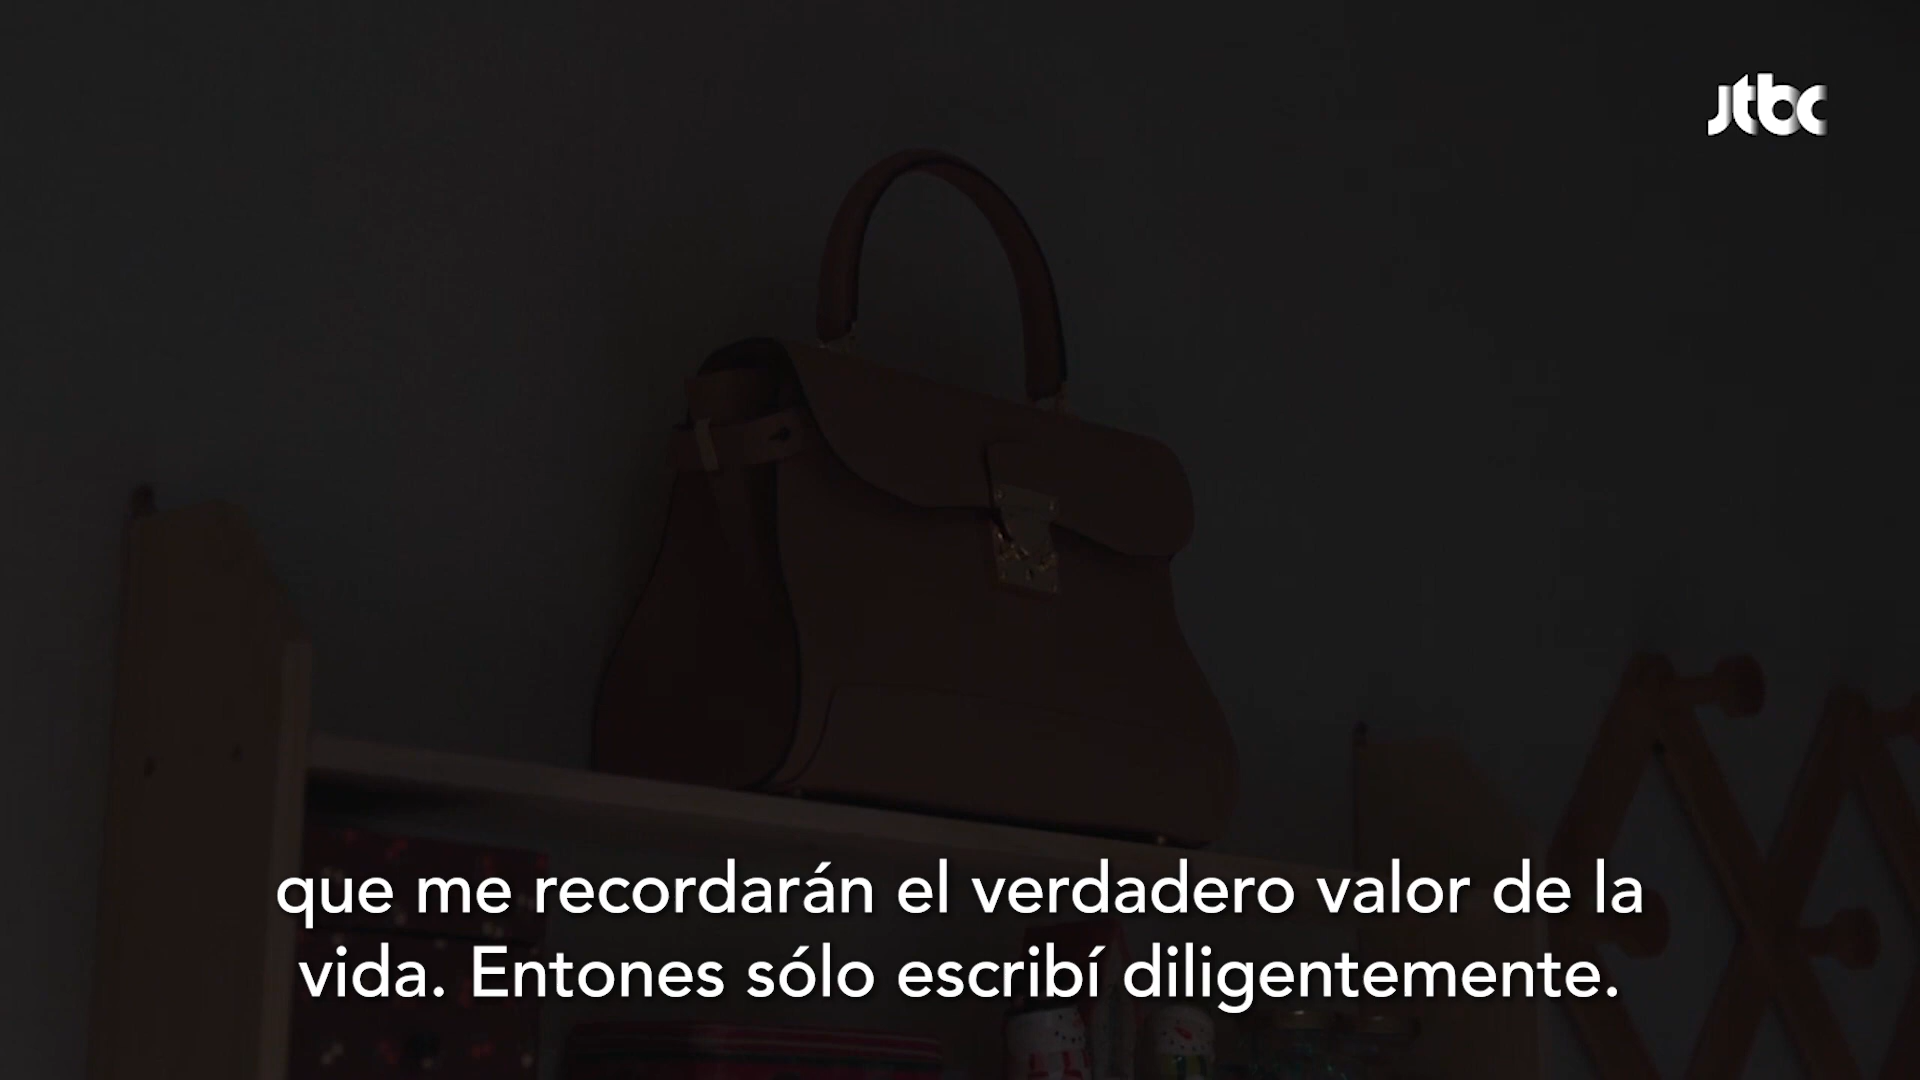 jtbc
que me recordarán el verdadero valor de la
vida. Entones sólo escribí diligentemente.